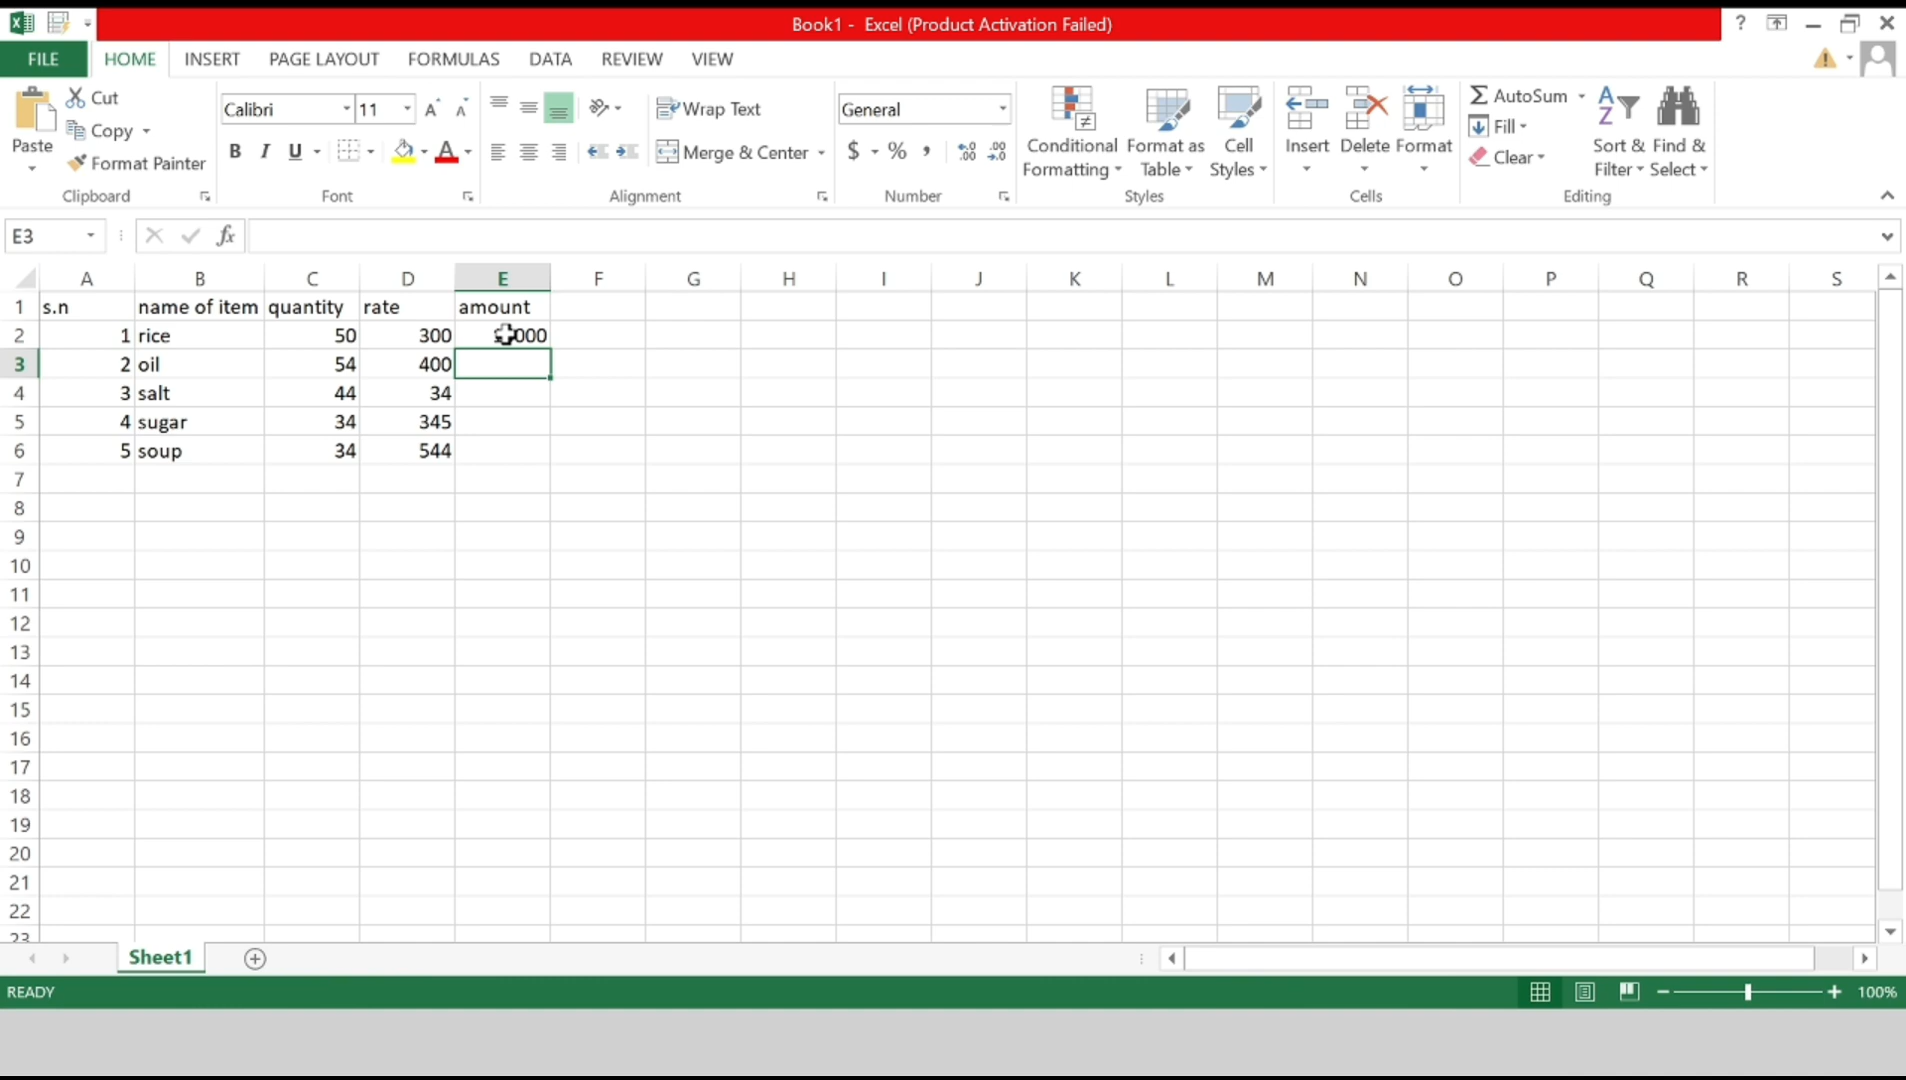 Book1 - Excel (Product Activation Failed)
?
FILE HOME INSERT PAGE LAYOUT FORMULAS DATA REVIEW VIEW
Cut
Copy
Format Painter
Paste
Clipboard
Calibri 11
B I U
Font
Wrap Text
Merge & Center
Alignment
General
$ % ,
Number
Conditional Formatting
Format as Table
Cell Styles
Styles
Insert Delete Format
Cells
AutoSum
Fill
Clear
Sort & Filter
Find & Select
Editing
E3 fx
A B C D E F G H I J K L M N O P Q R S
1 s.n name of item quantity rate amount
2 1 rice 50 300
3 2 oil 54 400
4 3 salt 44 34
5 4 sugar 34 345
6 5 soup 34 544
7
8
9
10
11
12
13
14
15
16
17
18
19
20
21
22
23
Sheet1
READY 100%